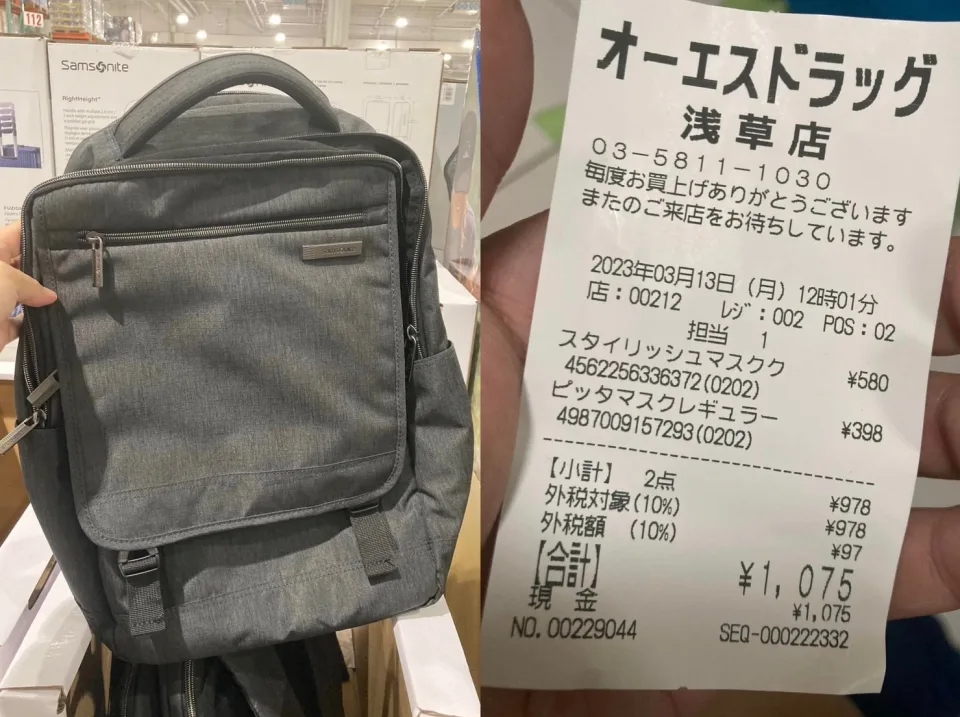 112
Samsonite
RightHeight™
オーエスドラッグ
浅草店
03-5811-1030
毎度お買上げありがとうございます
またのご来店をお待ちしています。
2023年03月13日(月) 12時01分
店:00212 レジ:002 POS:02
担当 1
スタイリッシュマスクク ¥580
4562256336372(0202)
ピッタマスクレギュラー ¥398
4987009157293(0202)
【小計】 2点 ¥978
外税対象(10%) ¥978
外税額 (10%) ¥97
【合計】 ¥1,075
現 金 ¥1,075
NO.00229044 SEQ-000222332